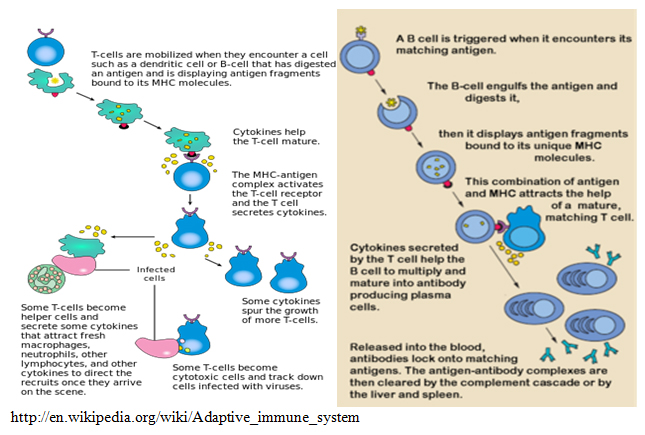 T-cells are mobilized when they encounter a cell
such as a dendritic cell or B-cell that has digested
an antigen and is displaying antigen fragments
bound to its MHC molecules.
Cytokines help
the T-cell mature.
The MHC-antigen
complex activates
the T-cell receptor
and the T cell
secretes cytokines.
Infected
cells
Some cytokines
spur the growth
of more T-cells.
Some T-cells become
helper cells and
secrete some cytokines
that attract fresh
macrophages,
neutrophils, other
lymphocytes, and other
cytokines to direct the
recruits once they arrive
on the scene.
Some T-cells become
cytotoxic cells and track down
cells infected with viruses.
A B cell is triggered when it encounters its
matching antigen.
The B-cell engulfs the antigen and
digests it,
then it displays antigen fragments
bound to its unique MHC
molecules.
This combination of antigen
and MHC attracts the help
of a mature,
matching T cell.
Cytokines secreted
by the T cell help the
B cell to multiply and
mature into antibody
producing plasma
cells.
Released into the blood,
antibodies lock onto matching
antigens. The antigen-antibody complexes are
then cleared by the complement cascade or by
the liver and spleen.
http://en.wikipedia.org/wiki/Adaptive_immune_system